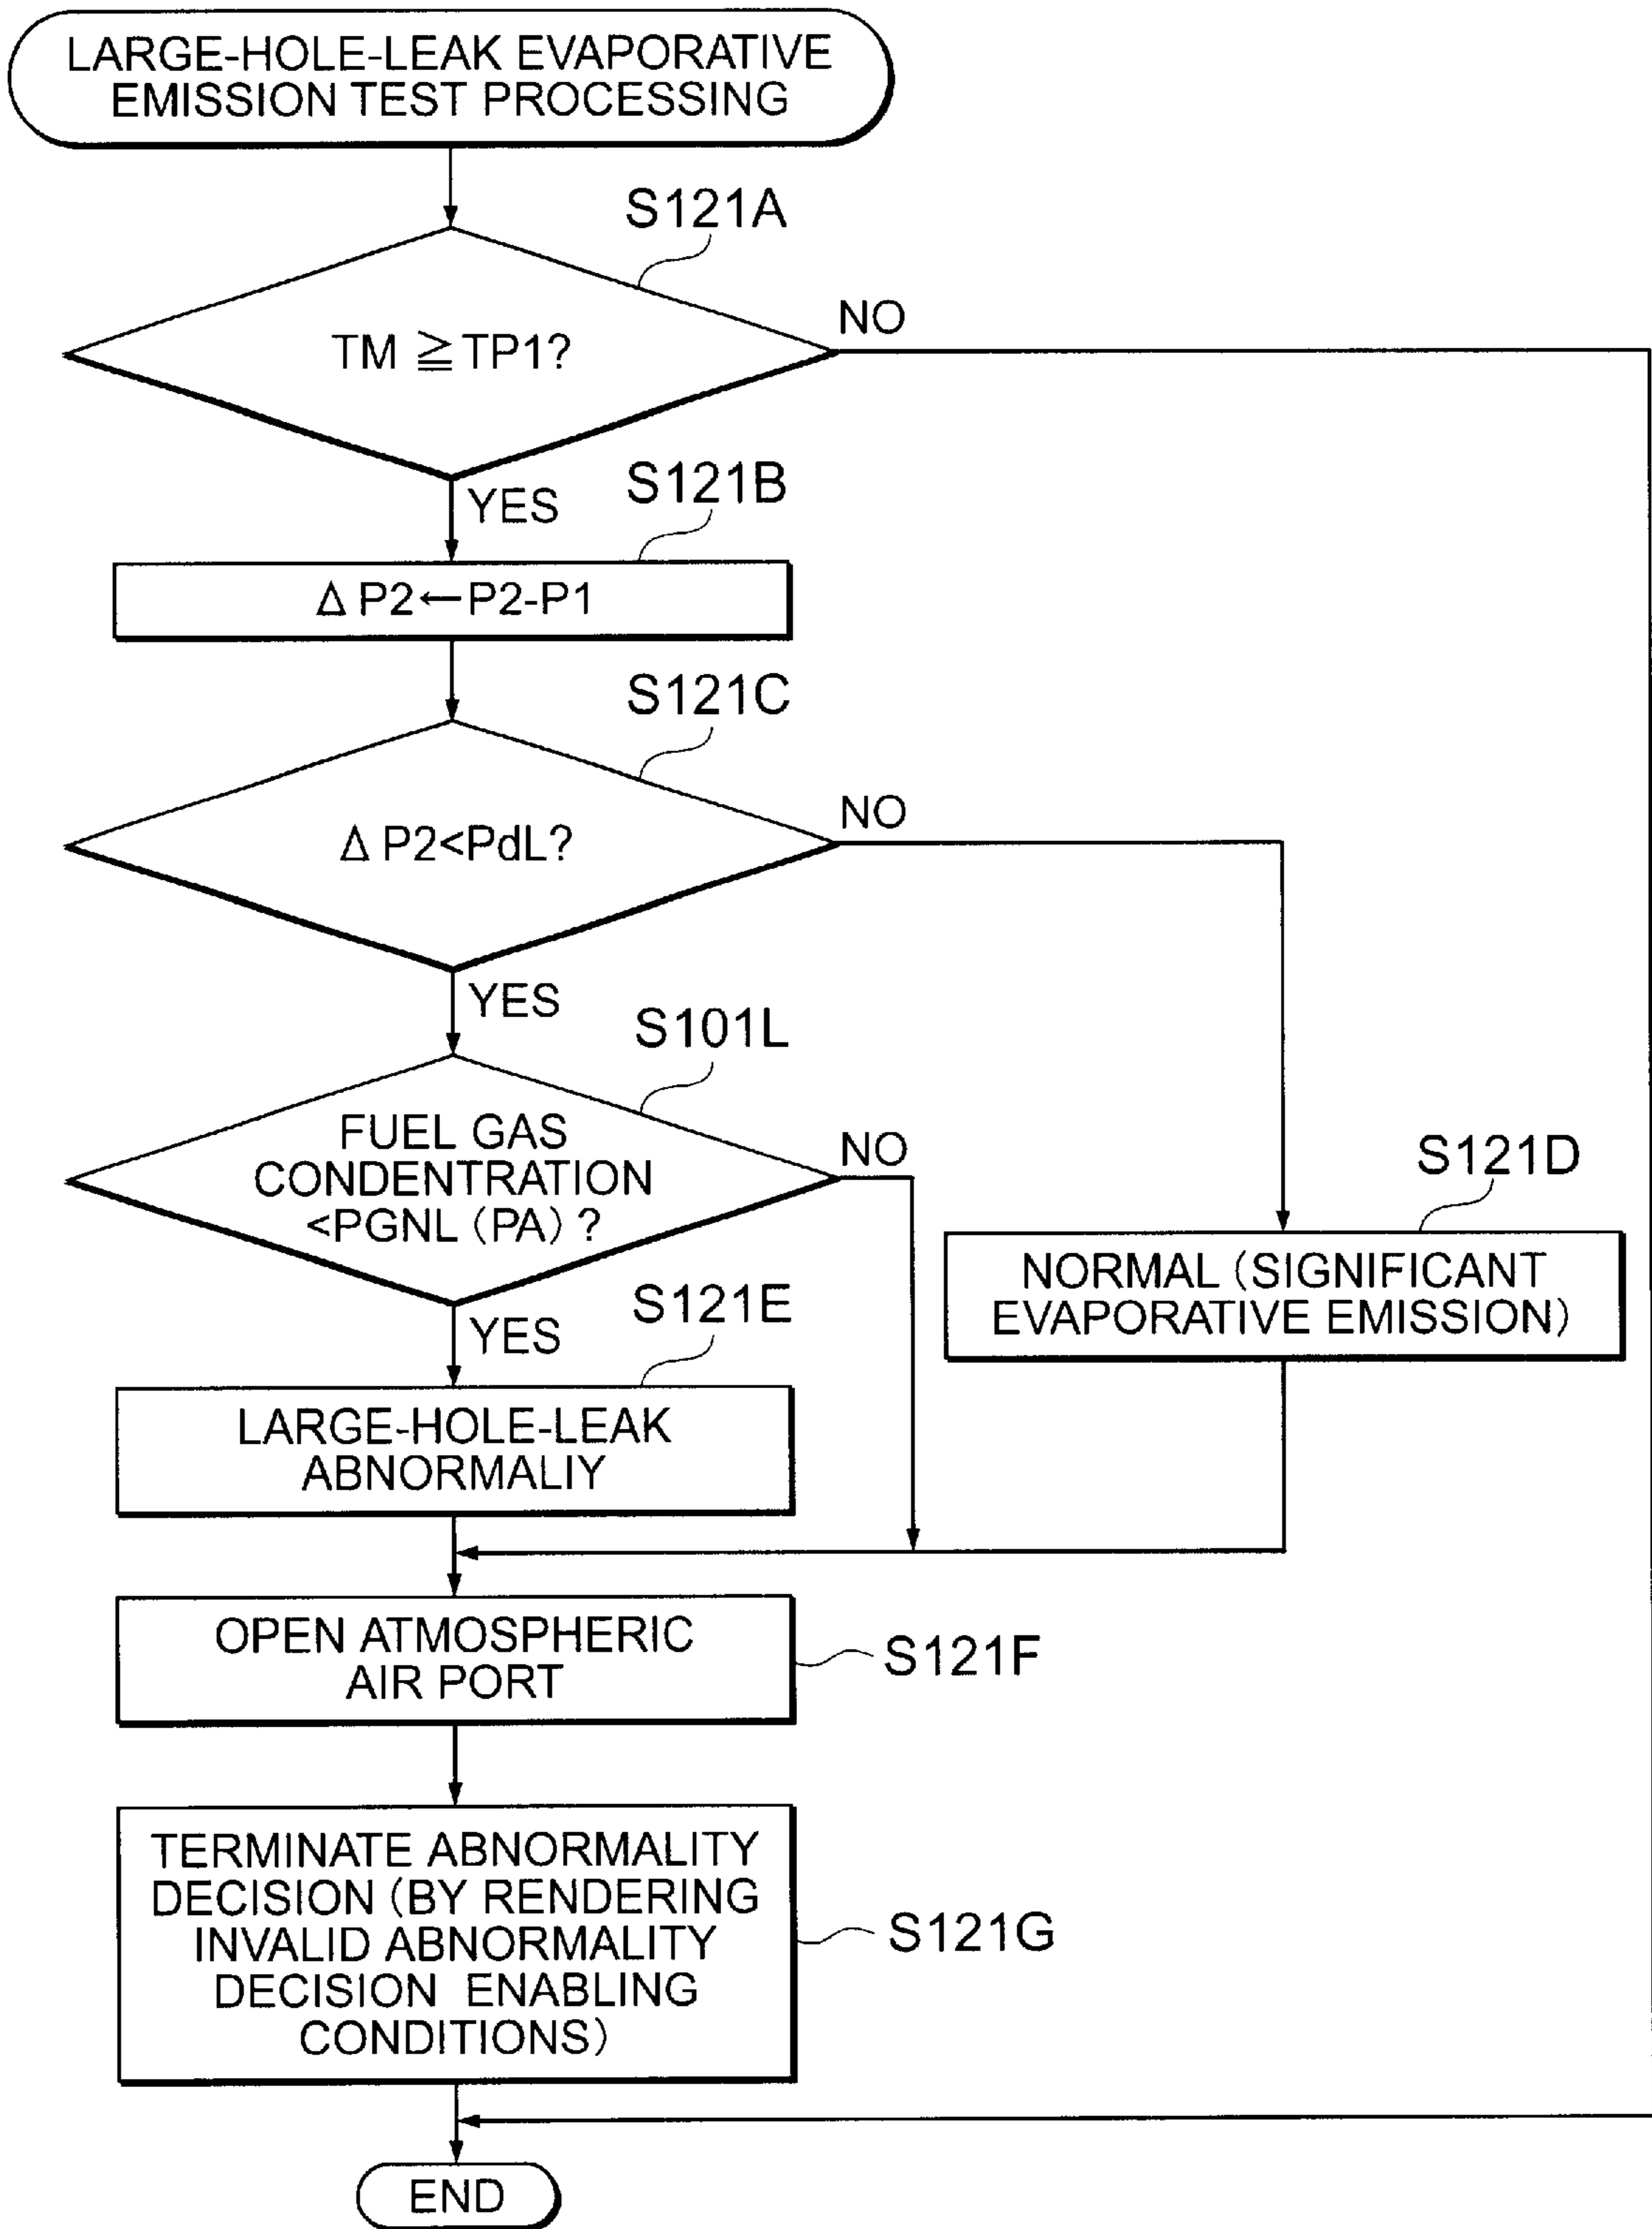 LARGE-HOLE-LEAK EVAPORATIVE
EMISSION TEST PROCESSING
S121A
TM ≧ TP1?
NO
YES
S121B
Δ P2←P2-P1
S121C
Δ P2<PdL?
NO
YES
S101L
FUEL GAS
CONDENTRATION
<PGNL (PA) ?
NO
YES
S121D
NORMAL (SIGNIFICANT
EVAPORATIVE EMISSION)
S121E
LARGE-HOLE-LEAK
ABNORMALIY
OPEN ATMOSPHERIC
AIR PORT
S121F
TERMINATE ABNORMALITY
DECISION (BY RENDERING
INVALID ABNORMALITY
DECISION ENABLING
CONDITIONS)
S121G
END